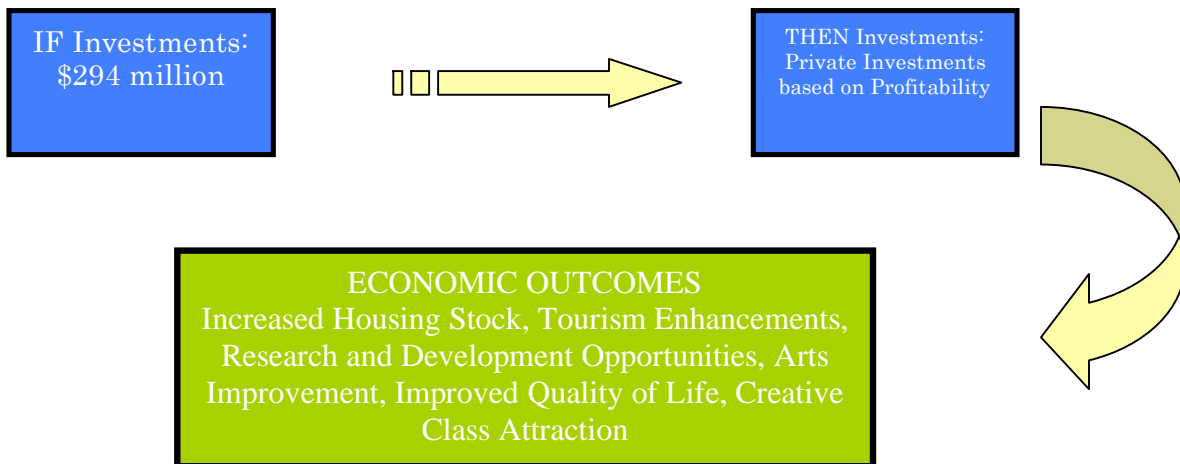 IF Investments:
$294 million
THEN Investments:
Private Investments
based on Profitability
ECONOMIC OUTCOMES
Increased Housing Stock, Tourism Enhancements,
Research and Development Opportunities, Arts
Improvement, Improved Quality of Life, Creative
Class Attraction